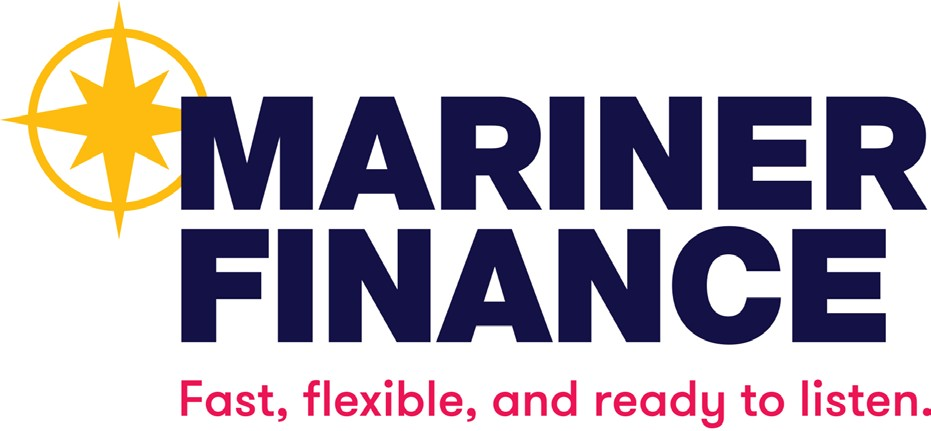 MARINER
FINANCE
Fast, flexible, and ready to listen.